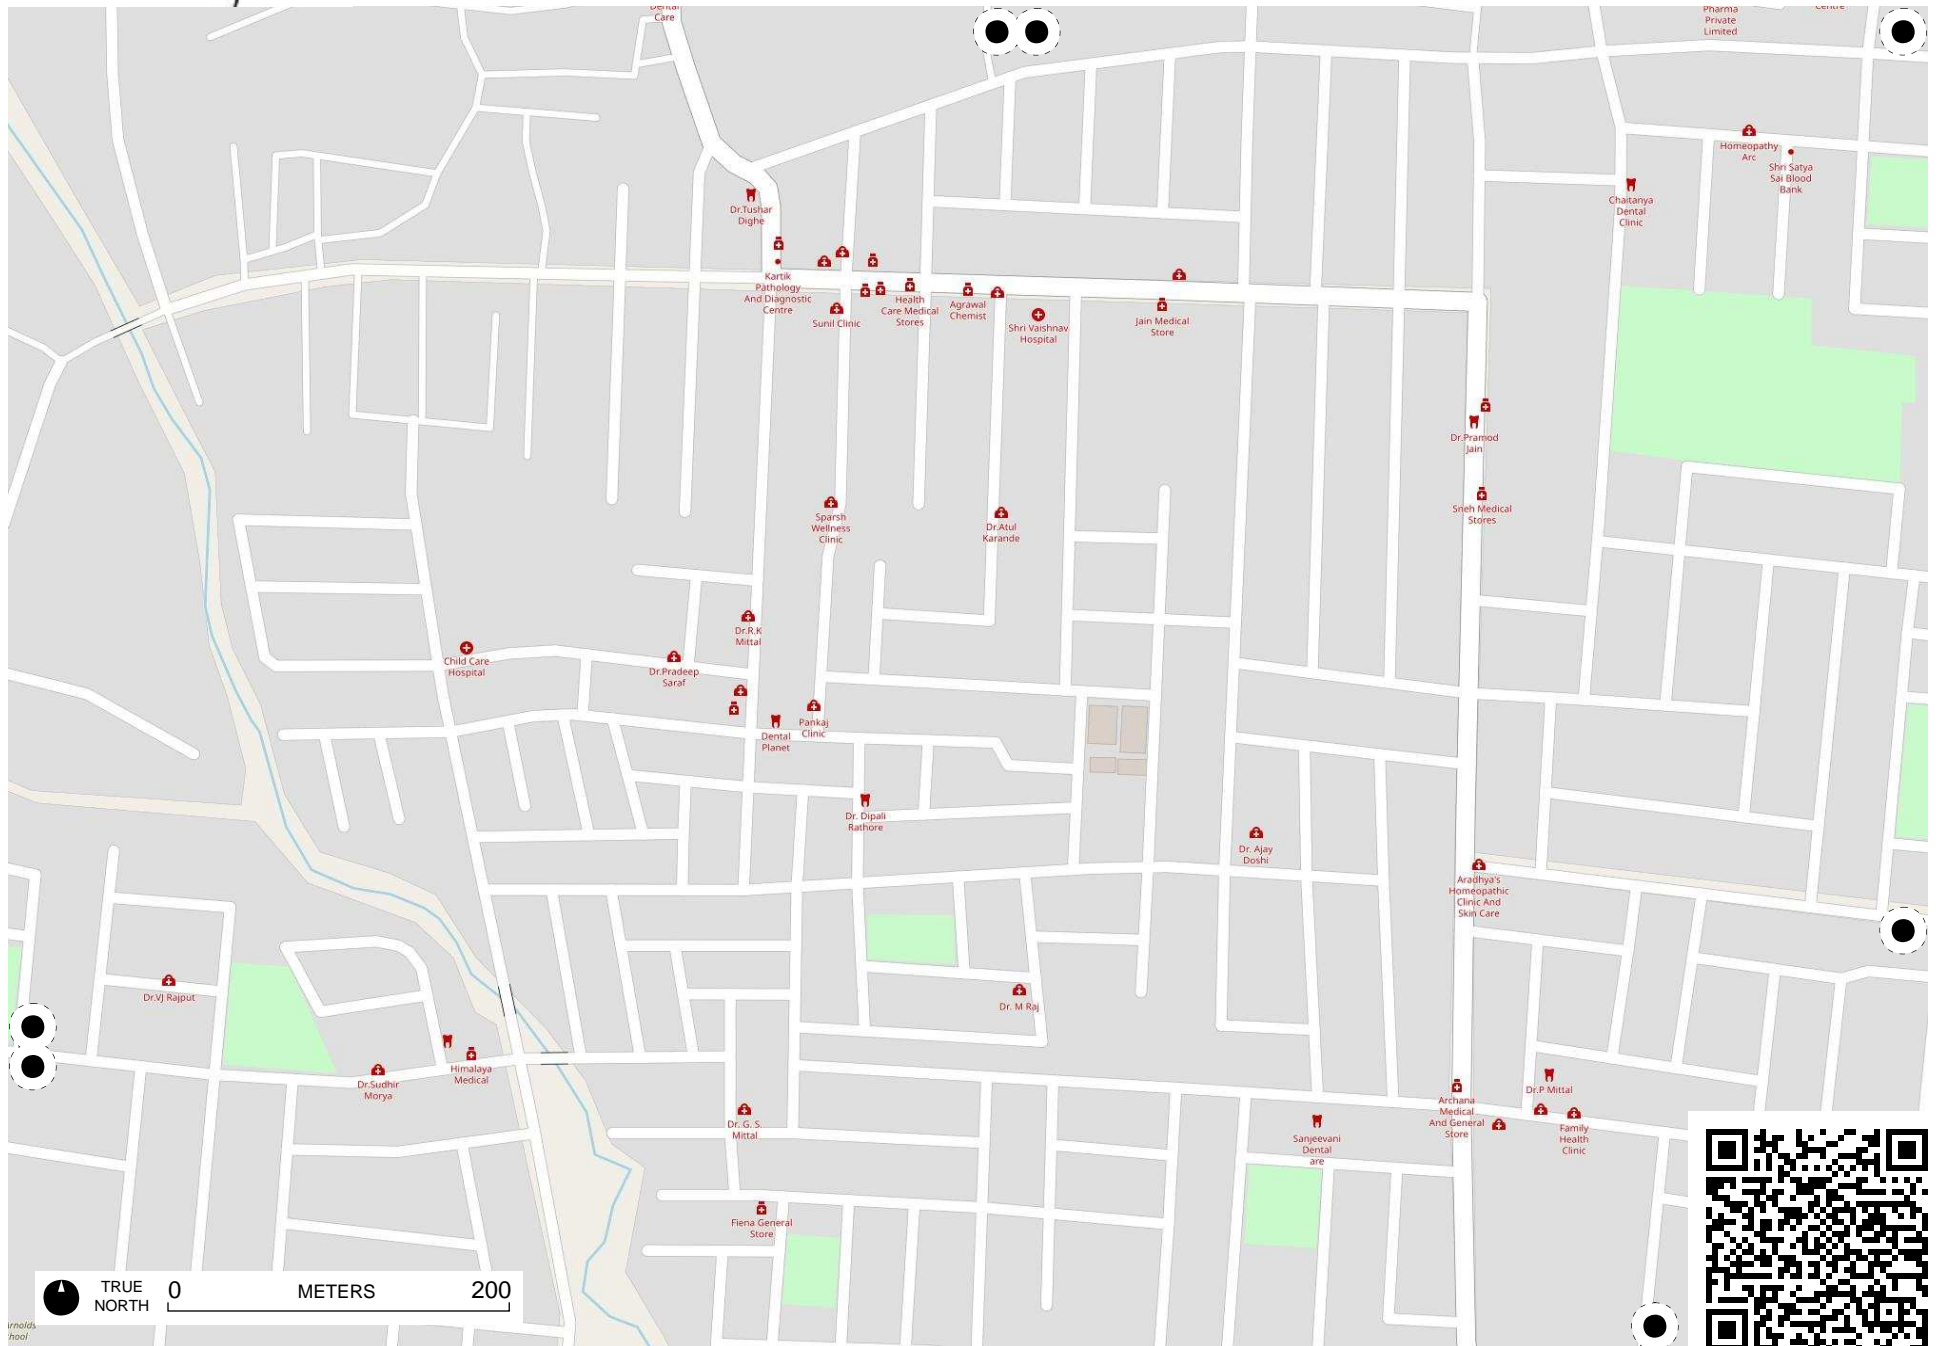 Dental
Care
Pharma
Private
Limited
Centre
Homeopathy
Arc
Shri Satya
Sai Blood
Bank
Chaitanya
Dental
Clinic
Dr.Tushar
Dighe
Kartik
Pathology
And Diagnostic
Centre
Sunil Clinic
Health
Care Medical
Stores
Agrawal
Chemist
Shri Vaishnav
Hospital
Jain Medical
Store
Dr.Pramod
Jain
Sneh Medical
Stores
Sparsh
Wellness
Clinic
Dr.Atul
Karande
Dr.R.K
Mittal
Child Care
Hospital
Dr.Pradeep
Saraf
Pankaj
Clinic
Dental
Planet
Dr. Dipali
Rathore
Dr. Ajay
Doshi
Aradhya's
Homeopathic
Clinic And
Skin Care
Dr.VJ Rajput
Dr. M Raj
Himalaya
Medical
Dr.Sudhir
Morya
Dr.P Mittal
Archana
Medical
And General
Store
Family
Health
Clinic
Dr. G. S.
Mittal
Sanjeevani
Dental
are
Fiena General
Store
TRUE
NORTH
0 METERS 200